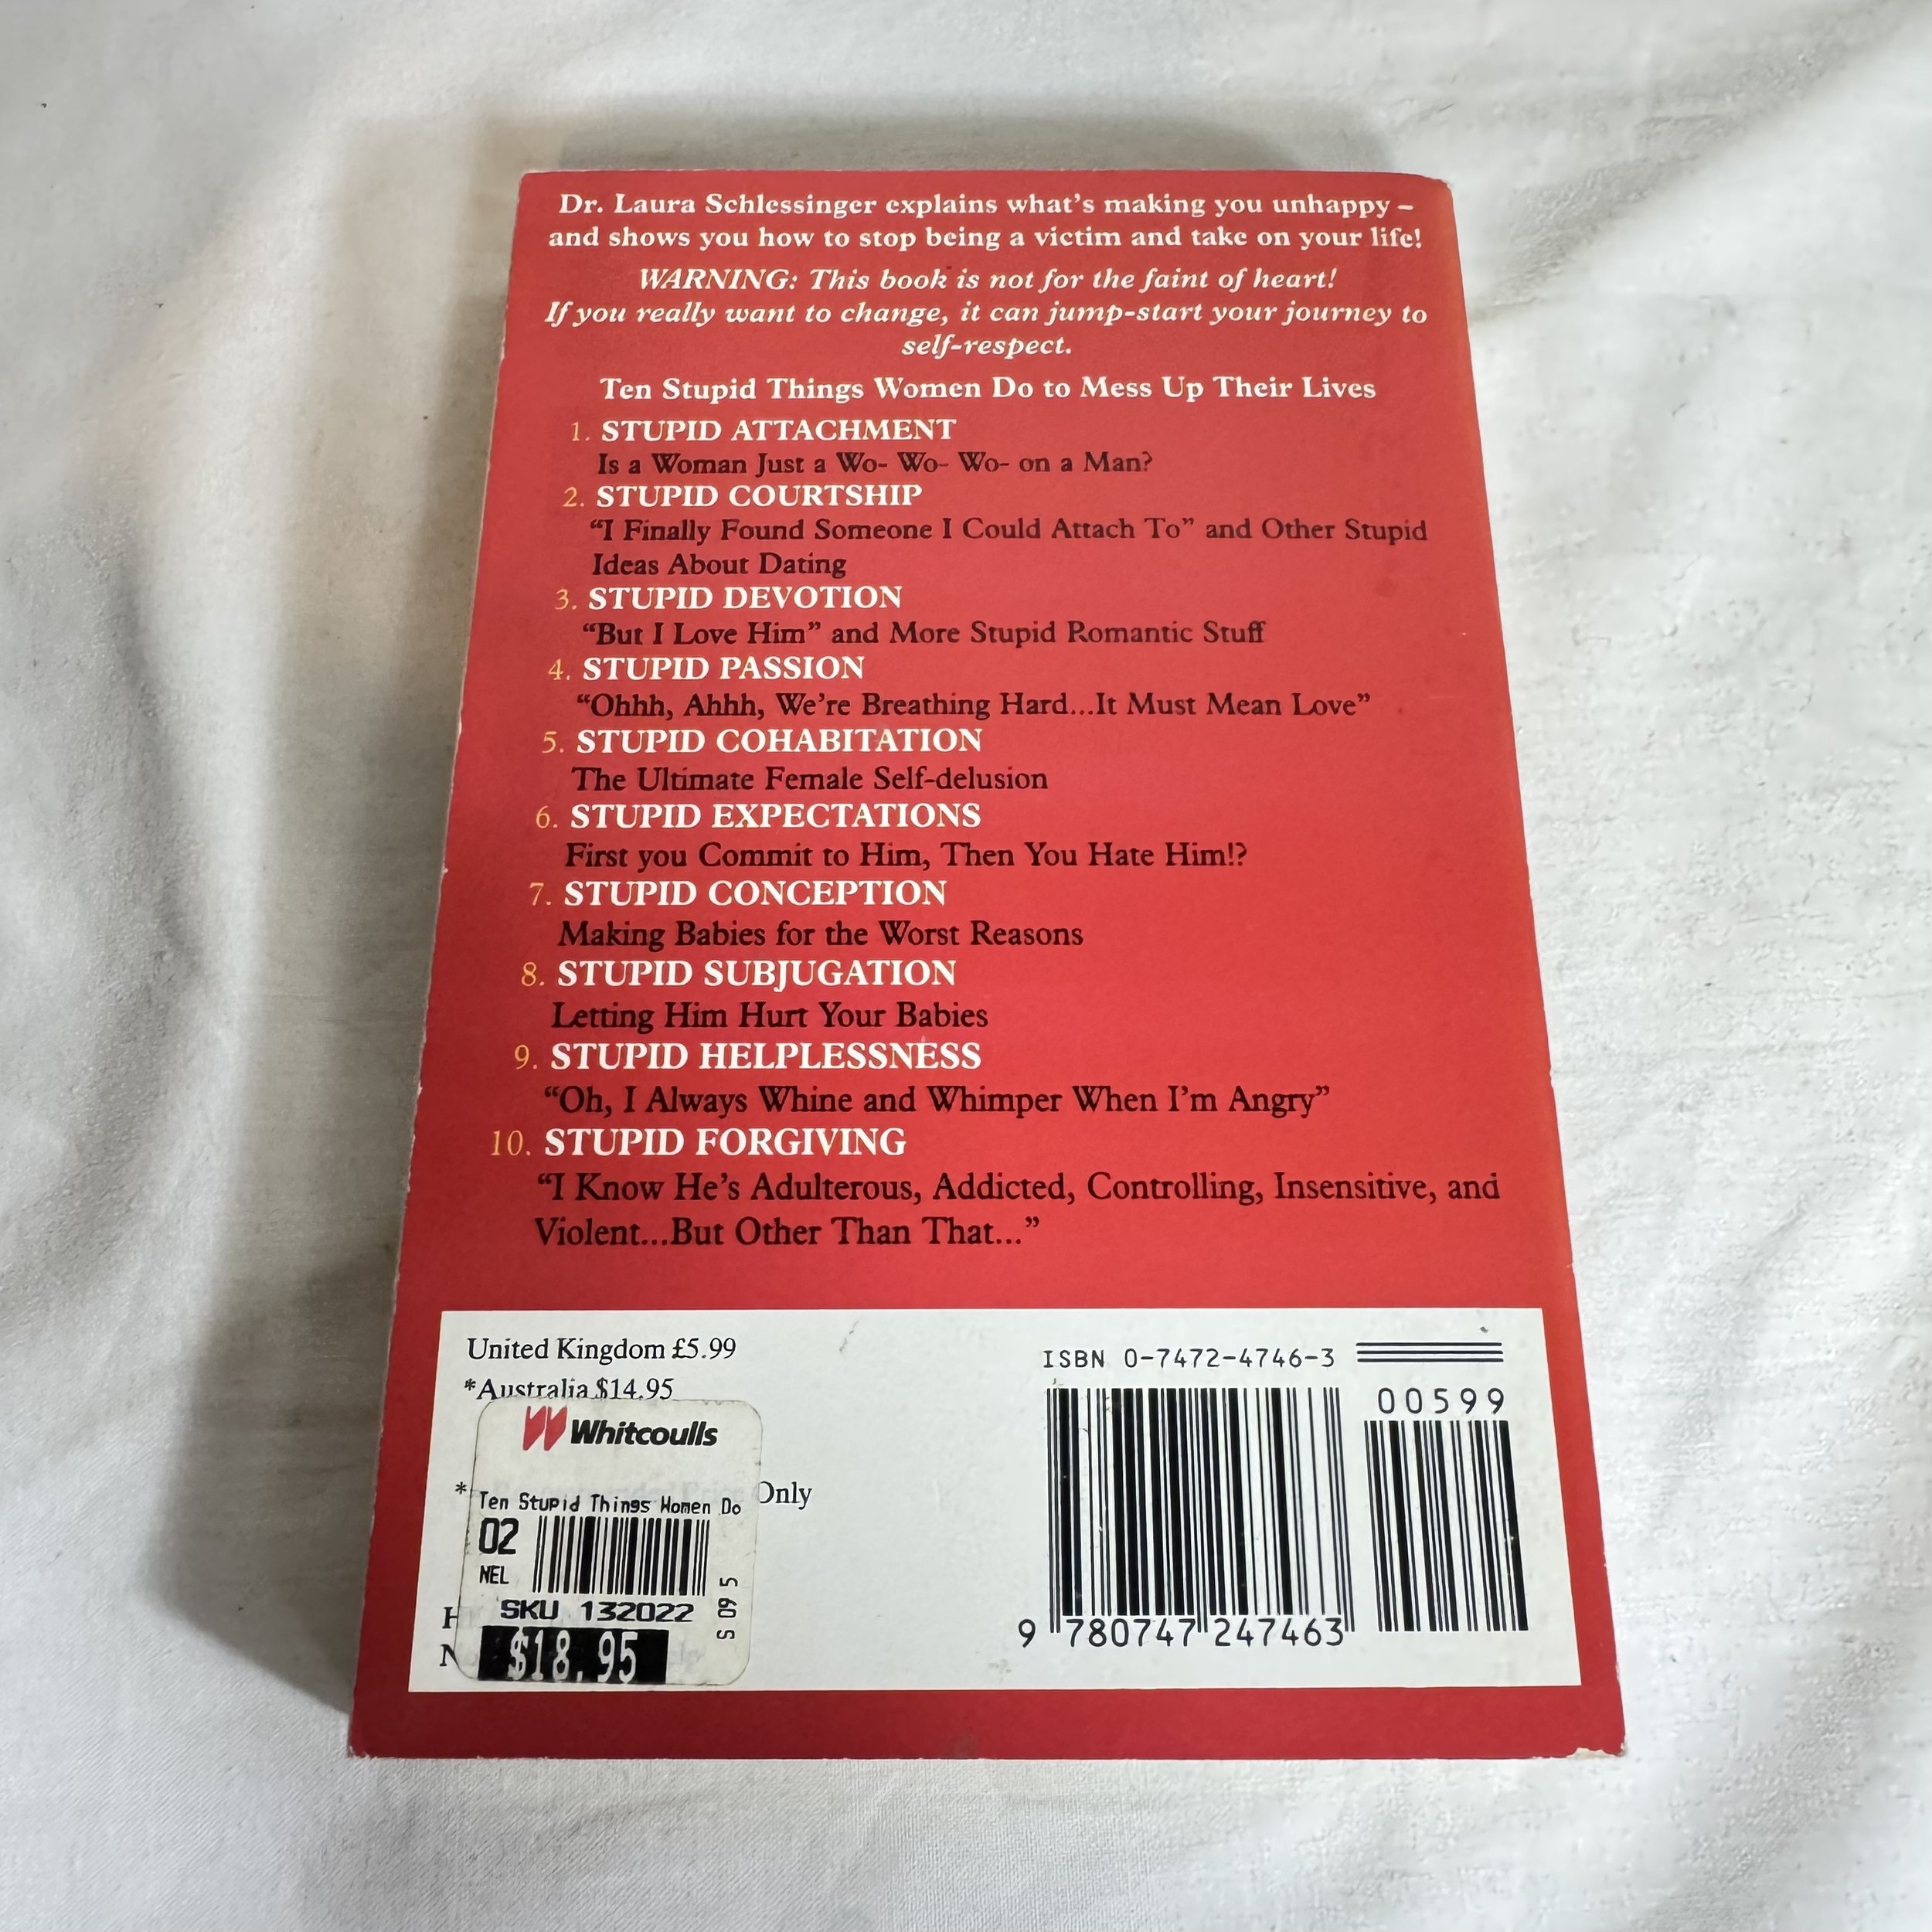 Dr. Laura Schlessinger explains what's making you unhappy –
and shows you how to stop being a victim and take on your life!
WARNING: This book is not for the faint of heart!
If you really want to change, it can jump-start your journey to
self-respect.
Ten Stupid Things Women Do to Mess Up Their Lives
1. STUPID ATTACHMENT
Is a Woman Just a Wo- Wo- Wo- on a Man?
2. STUPID COURTSHIP
“I Finally Found Someone I Could Attach To” and Other Stupid
Ideas About Dating
3. STUPID DEVOTION
“But I Love Him” and More Stupid Romantic Stuff
4. STUPID PASSION
“Ohhh, Ahhh, We're Breathing Hard...It Must Mean Love”
5. STUPID COHABITATION
The Ultimate Female Self-delusion
6. STUPID EXPECTATIONS
First you Commit to Him, Then You Hate Him!?
7. STUPID CONCEPTION
Making Babies for the Worst Reasons
8. STUPID SUBJUGATION
Letting Him Hurt Your Babies
9. STUPID HELPLESSNESS
“Oh, I Always Whine and Whimper When I'm Angry”
10. STUPID FORGIVING
“I Know He's Adulterous, Addicted, Controlling, Insensitive, and
Violent...But Other Than That...”
United Kingdom £5.99
*Australia $14.95
Whitcoulls
* Only
Ten Stupid Things Women Do
02
NEL
SKU 132022
$18.95
S 609 5
ISBN 0-7472-4746-3
00599
9 780747 247463